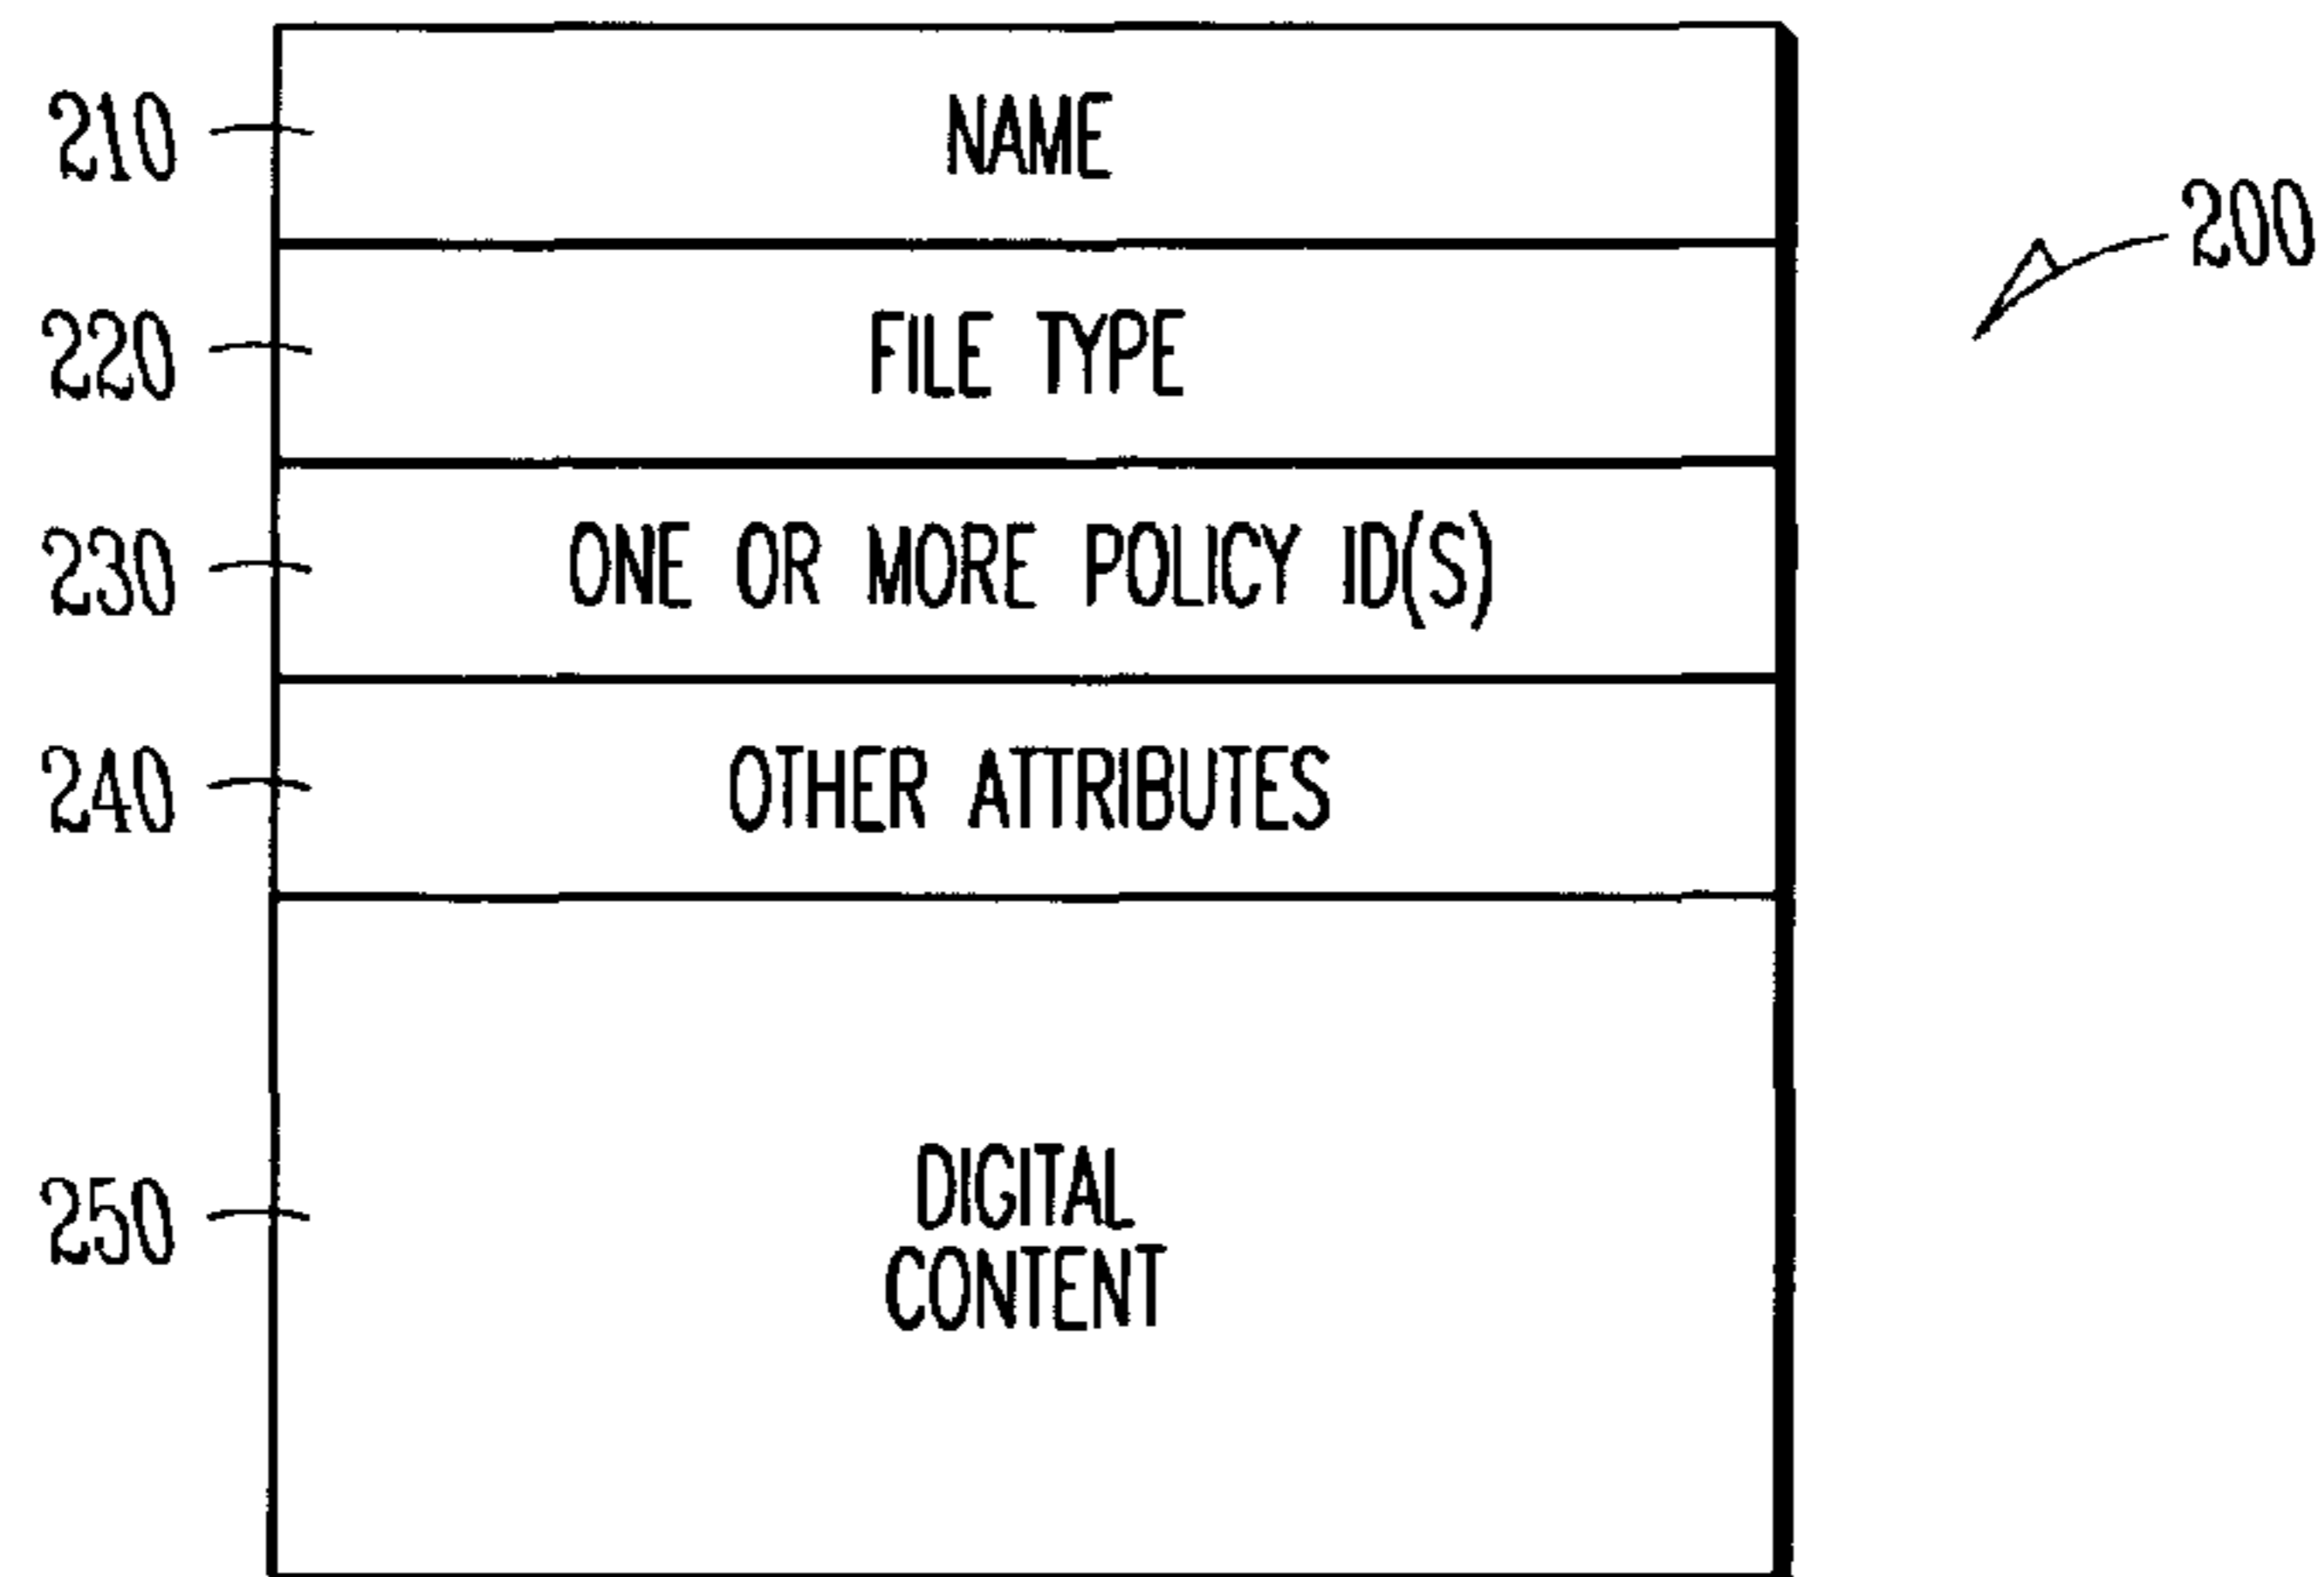 210 NAME
200
220 FILE TYPE
230 ONE OR MORE POLICY ID(S)
240 OTHER ATTRIBUTES
250 DIGITAL
CONTENT